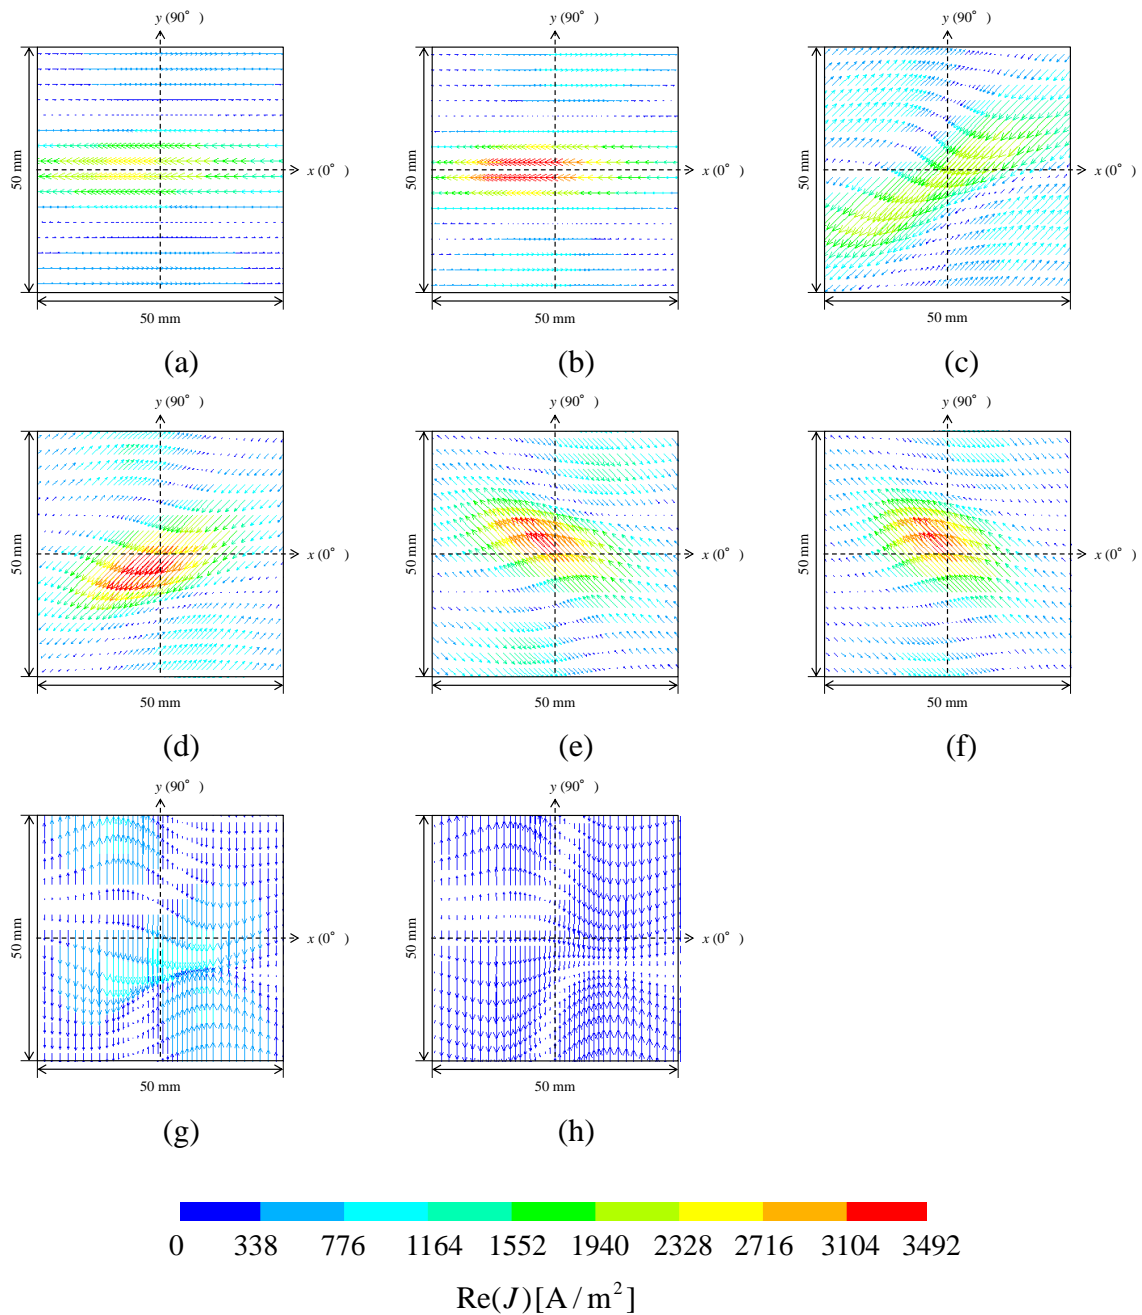 y (90° ) y (90° ) y (90° )
50 mm x (0° ) 50 mm x (0° ) 50 mm x (0° )
50 mm 50 mm 50 mm
(a) (b) (c)
y (90° ) y (90° ) y (90° )
50 mm x (0° ) 50 mm x (0° ) 50 mm x (0° )
50 mm 50 mm 50 mm
(d) (e) (f)
y (90° ) y (90° )
50 mm x (0° ) 50 mm x (0° )
50 mm 50 mm
(g) (h)
0 338 776 1164 1552 1940 2328 2716 3104 3492
Re(J)[A/m²]